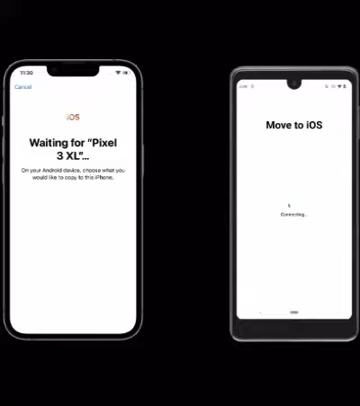 11:30
Cancel
iOS
Waiting for "Pixel
3 XL"...
On your Android device, choose what you
would like to copy to this iPhone.
Move to iOS
Connecting...